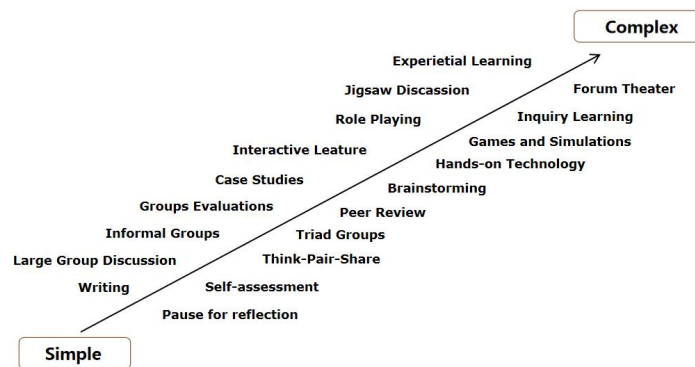 Complex
Experietial Learning
Jigsaw Discassion
Forum Theater
Role Playing
Inquiry Learning
Interactive Leature
Games and Simulations
Hands-on Technology
Case Studies
Brainstorming
Groups Evaluations
Peer Review
Informal Groups
Triad Groups
Large Group Discussion
Think-Pair-Share
Writing
Self-assessment
Pause for reflection
Simple